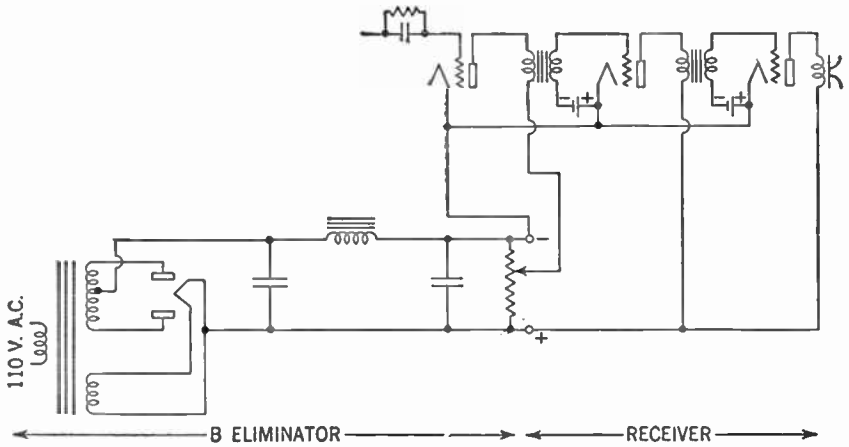 - +
- +
-
+
110 V. A.C.
B ELIMINATOR
RECEIVER